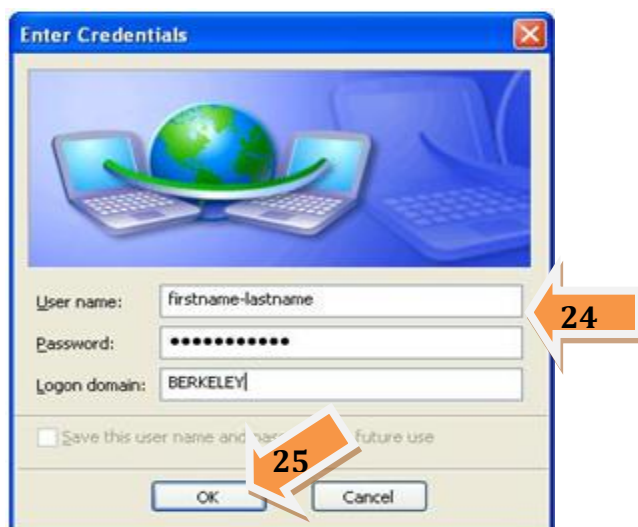 Enter Credentials
User name: firstname-lastname
24
Password: ●●●●●●●●●●●
Logon domain: BERKELEY
Save this user name and future use
25
OK Cancel